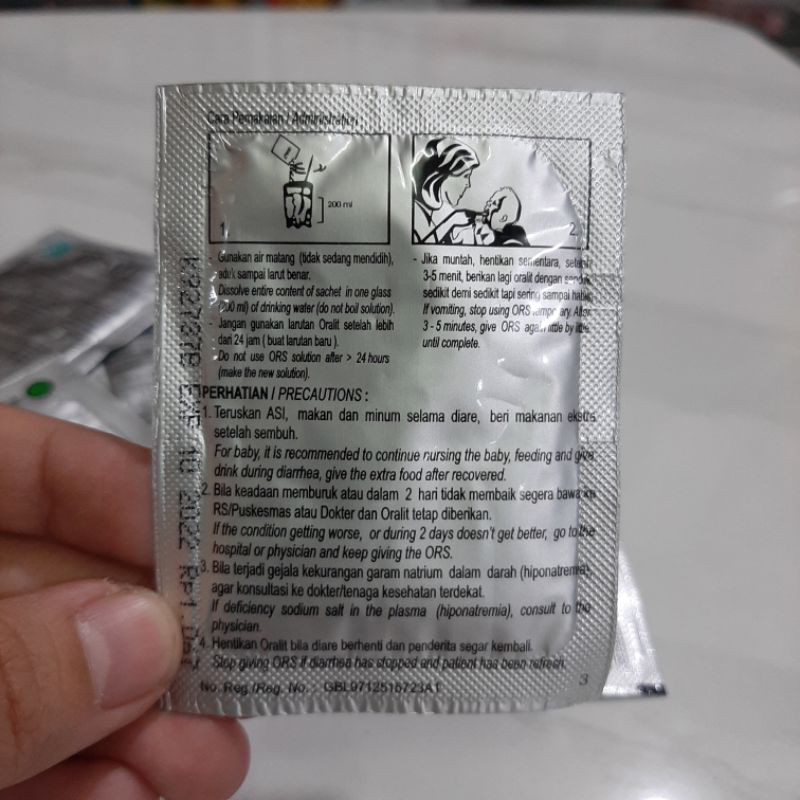 Cara Pemakaian / Administration
200 ml
1
2
- Gunakan air matang (tidak sedang mendidih),
aduk sampai larut benar.
Dissolve entire content of sachet in one glass
(200 ml) of drinking water (do not boil solution).
- Jangan gunakan larutan Oralit setelah lebih
dari 24 jam ( buat larutan baru ).
Do not use ORS solution after > 24 hours
(make the new solution).
- Jika muntah, hentikan sementara, setelah
3-5 menit, berikan lagi oralit dengan sendok
sedikit demi sedikit tapi sering sampai habis.
If vomiting, stop using ORS temporary. After
3 - 5 minutes, give ORS again little by little
until complete.
PERHATIAN / PRECAUTIONS :
1. Teruskan ASI, makan dan minum selama diare, beri makanan ekstra
setelah sembuh.
For baby, it is recommended to continue nursing the baby, feeding and give
drink during diarrhea, give the extra food after recovered.
2. Bila keadaan memburuk atau dalam 2 hari tidak membaik segera bawa ke
RS/Puskesmas atau Dokter dan Oralit tetap diberikan.
If the condition getting worse, or during 2 days doesn't get better, go to the
hospital or physician and keep giving the ORS.
3. Bila terjadi gejala kekurangan garam natrium dalam darah (hiponatremia),
agar konsultasi ke dokter/tenaga kesehatan terdekat.
If deficiency sodium salt in the plasma (hiponatremia), consult to the
physician.
4. Hentikan Oralit bila diare berhenti dan penderita segar kembali.
Stop giving ORS if diarrhea has stopped and patient has been refresh.
No. Reg./Reg. No. : GBL9712515723A1
3